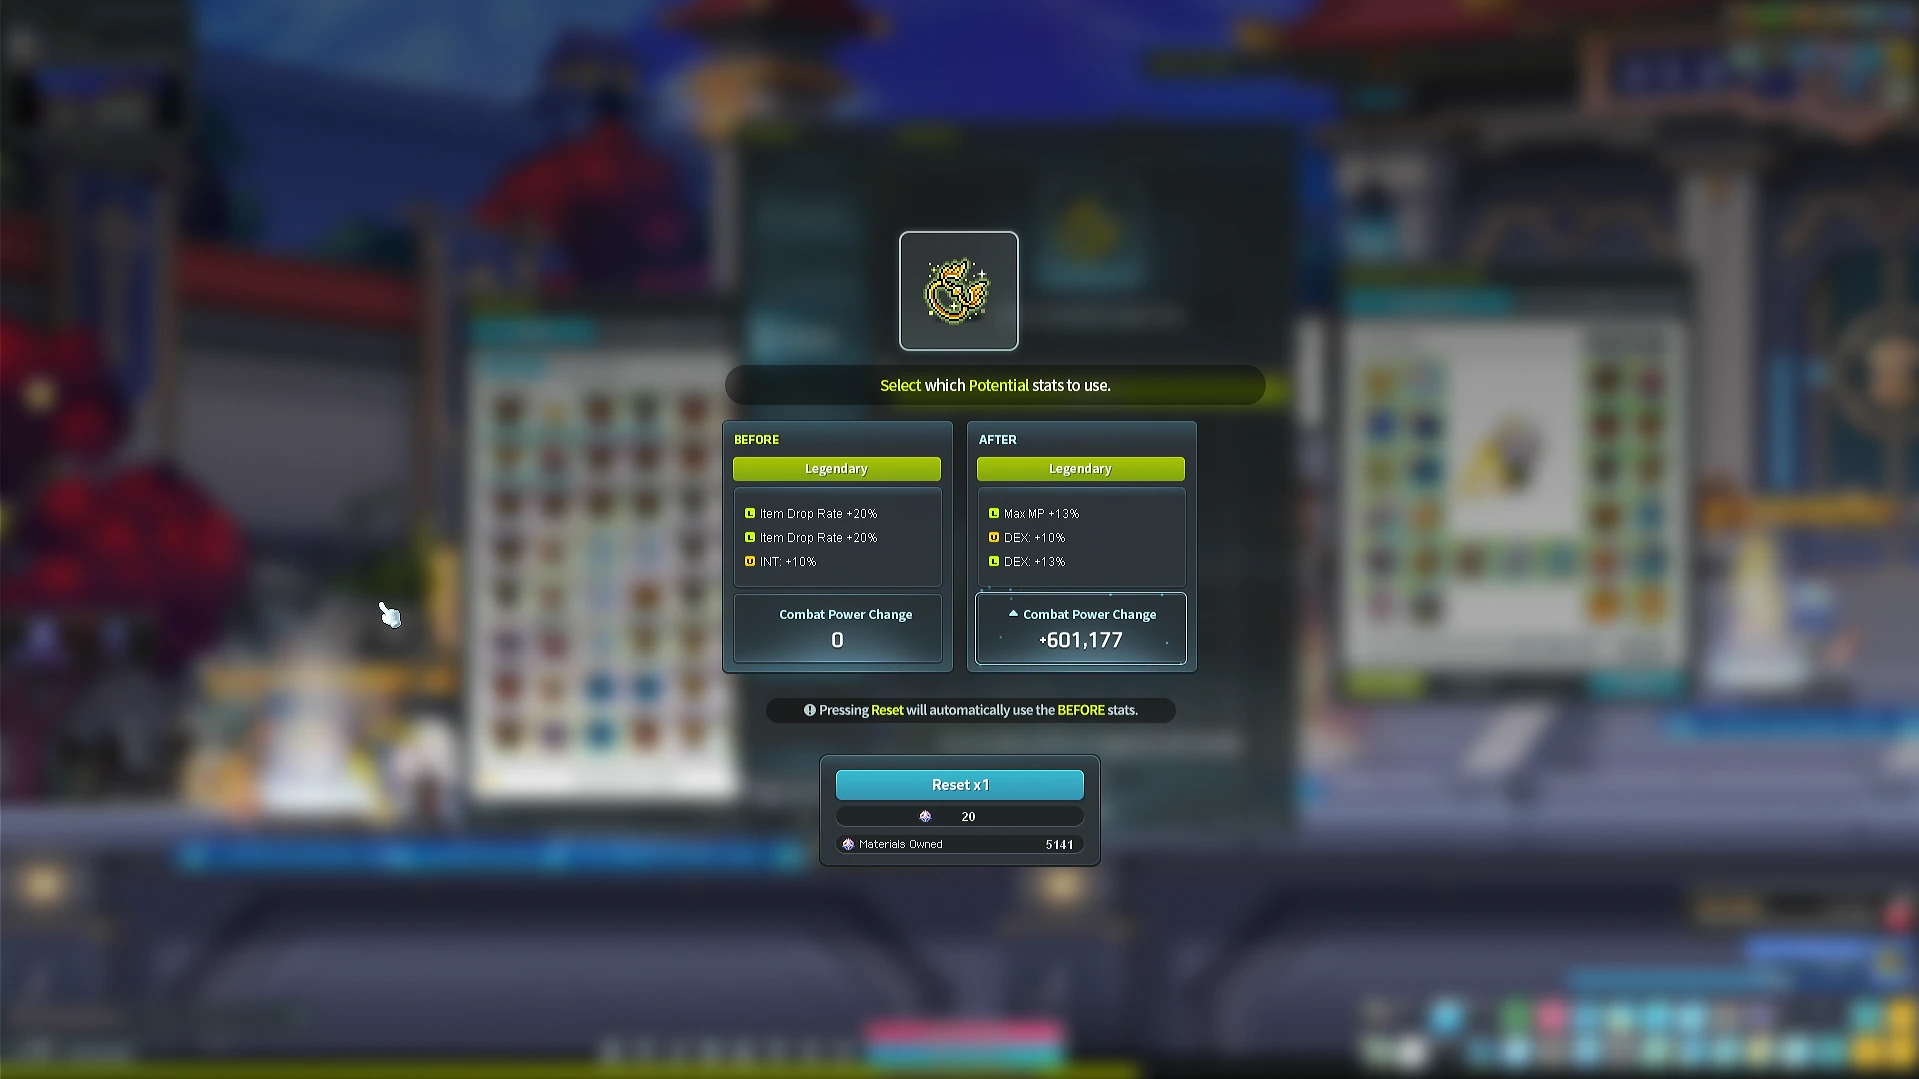 Select which Potential stats to use.
BEFORE
Legendary
L Item Drop Rate +20%
L Item Drop Rate +20%
U INT: +10%
Combat Power Change
0
AFTER
Legendary
L Max MP +13%
U DEX: +10%
L DEX: +13%
Combat Power Change
+601,177
Pressing Reset will automatically use the BEFORE stats.
Reset x1
20
Materials Owned 5141